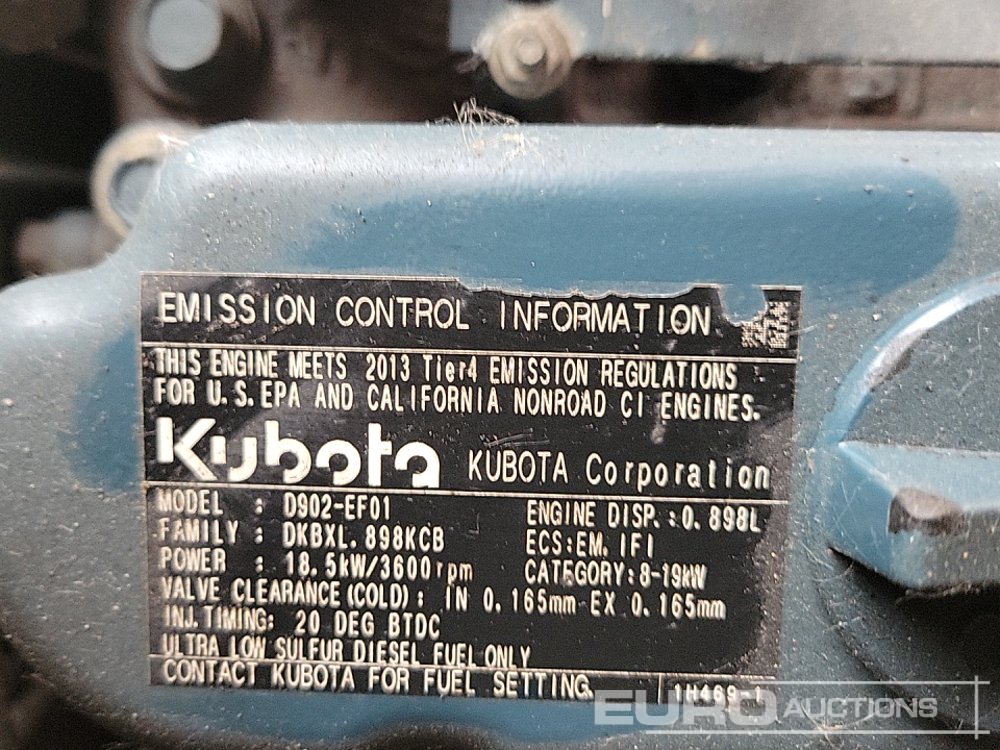 EMISSION CONTROL INFORMATION
THIS ENGINE MEETS 2013 Tier4 EMISSION REGULATIONS
FOR U.S.EPA AND CALIFORNIA NONROAD CI ENGINES.
Kubota KUBOTA Corporation
MODEL : D902-EF01 ENGINE DISP.:0.898L
FAMILY : DKBXL.898KCB ECS:EM.IFI
POWER : 18.5kW/3600rpm CATEGORY:8-19kW
VALVE CLEARANCE(COLD): IN 0.165mm EX 0.165mm
INJ.TIMING: 20 DEG BTDC
ULTRA LOW SULFUR DIESEL FUEL ONLY
CONTACT KUBOTA FOR FUEL SETTING. 1H469-1
EURO AUCTIONS